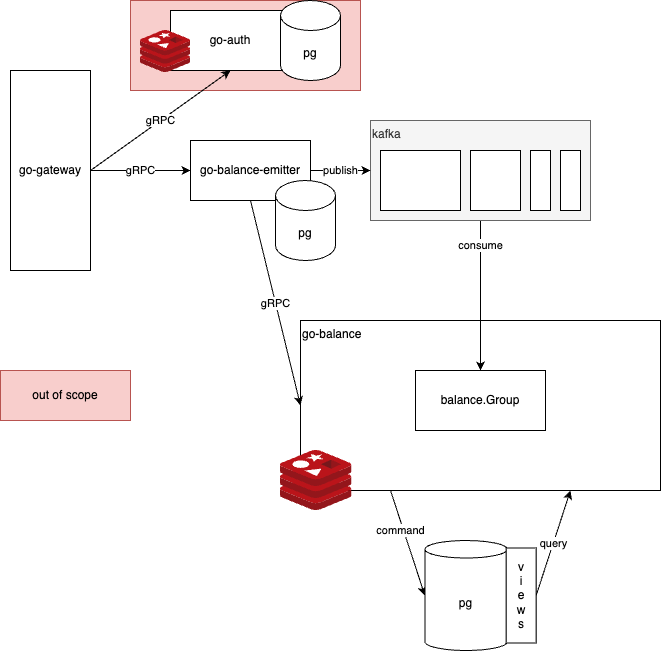 go-auth
pg
gRPC
go-gateway
gRPC
go-balance-emitter
publish
kafka
pg
consume
gRPC
go-balance
out of scope
balance.Group
command
query
pg
views